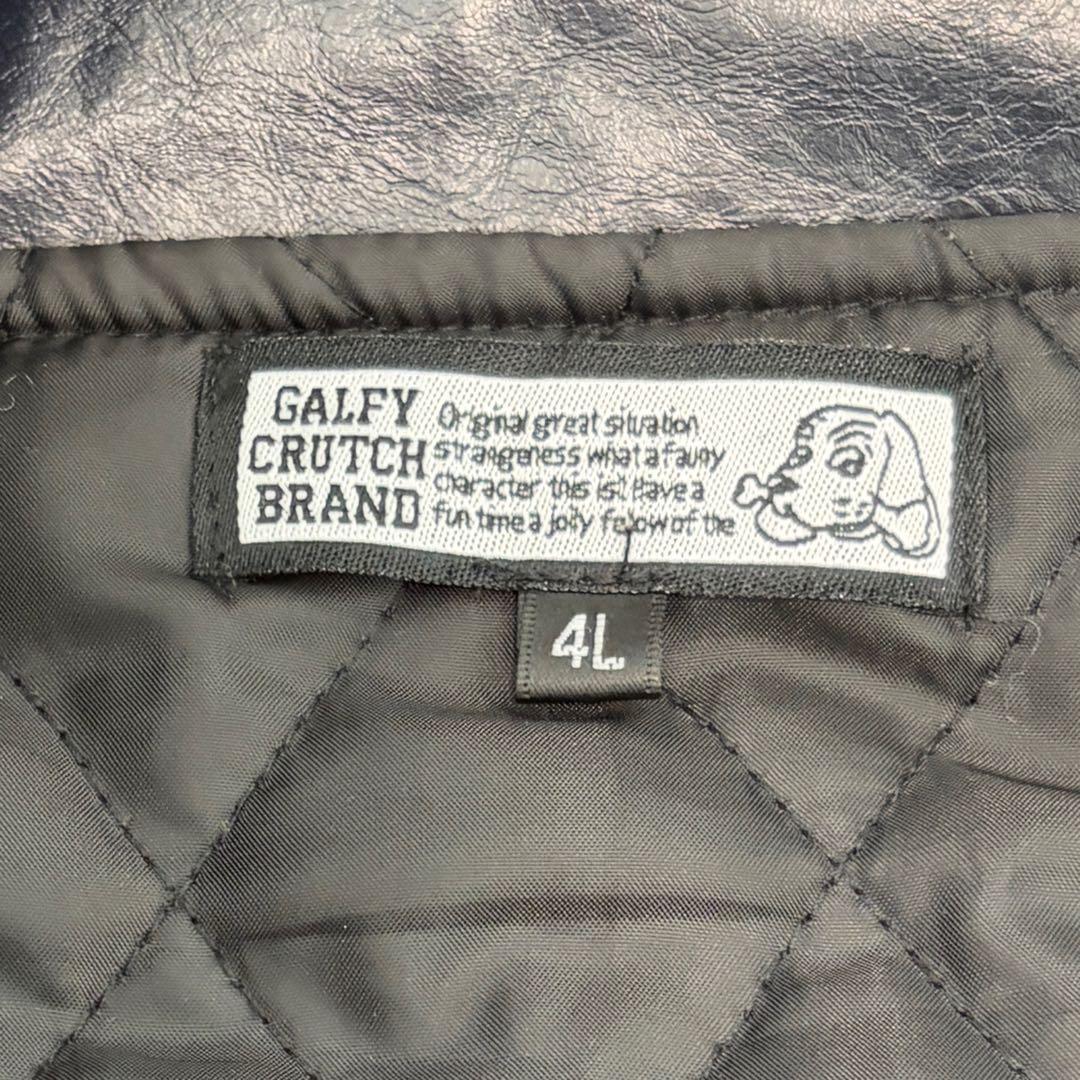 GALFY
CRUTCH
BRAND
Original great situation
strangeness what a fauny
character this is! Have a
fun time a jolly felow of the
4L